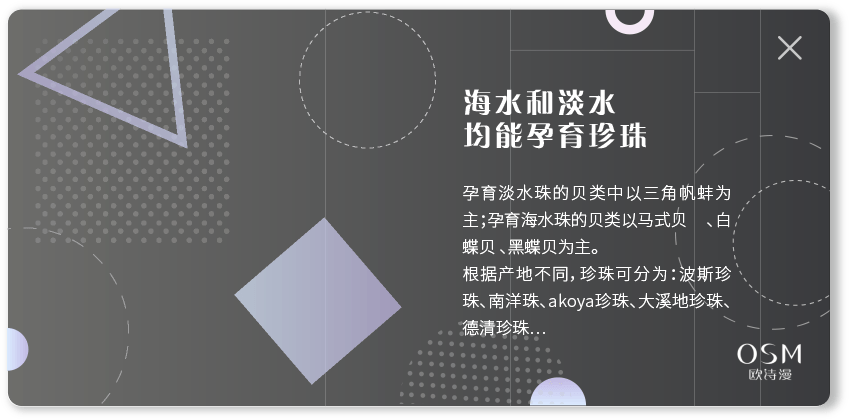 海水和淡水
均能孕育珍珠
孕育淡水珠的贝类中以三角帆蚌为
主;孕育海水珠的贝类以马式贝 、白
蝶贝 、黑蝶贝为主。
根据产地不同,珍珠可分为:波斯珍
珠、南洋珠、akoya珍珠、大溪地珍珠、
德清珍珠...
OSM
欧诗漫